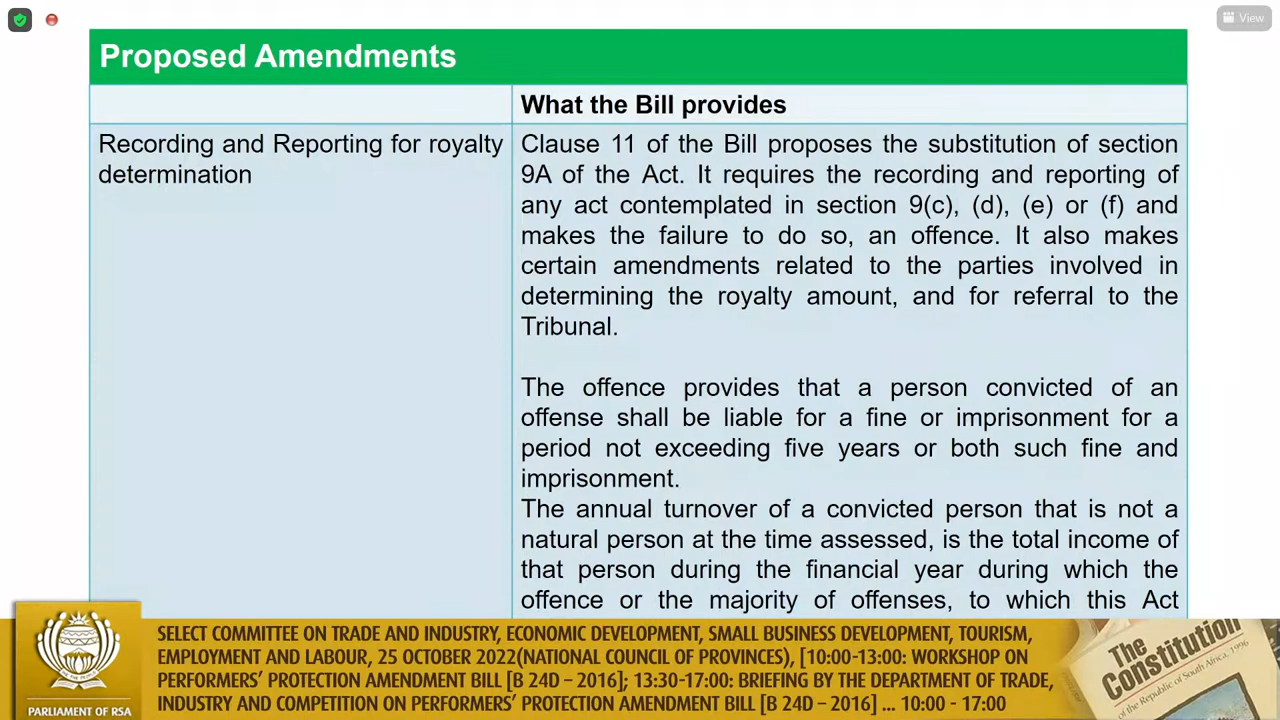 View
Proposed Amendments
What the Bill provides
Recording and Reporting for royalty
determination
Clause 11 of the Bill proposes the substitution of section
9A of the Act. It requires the recording and reporting of
any act contemplated in section 9(c), (d), (e) or (f) and
makes the failure to do so, an offence. It also makes
certain amendments related to the parties involved in
determining the royalty amount, and for referral to the
Tribunal.
The offence provides that a person convicted of an
offense shall be liable for a fine or imprisonment for a
period not exceeding five years or both such fine and
imprisonment.
The annual turnover of a convicted person that is not a
natural person at the time assessed, is the total income of
that person during the financial year during which the
offence or the majority of offenses, to which this Act
SELECT COMMITTEE ON TRADE AND INDUSTRY, ECONOMIC DEVELOPMENT, SMALL BUSINESS DEVELOPMENT, TOURISM,
EMPLOYMENT AND LABOUR, 25 OCTOBER 2022(NATIONAL COUNCIL OF PROVINCES), [10:00-13:00: WORKSHOP ON
PERFORMERS' PROTECTION AMENDMENT BILL [B 24D – 2016]; 13:30-17:00: BRIEFING BY THE DEPARTMENT OF TRADE,
INDUSTRY AND COMPETITION ON PERFORMERS' PROTECTION AMENDMENT BILL [B 24D – 2016] ... 10:00 - 17:00
PARLIAMENT OF RSA
The
Constitution
of the Republic of South Africa, 1996